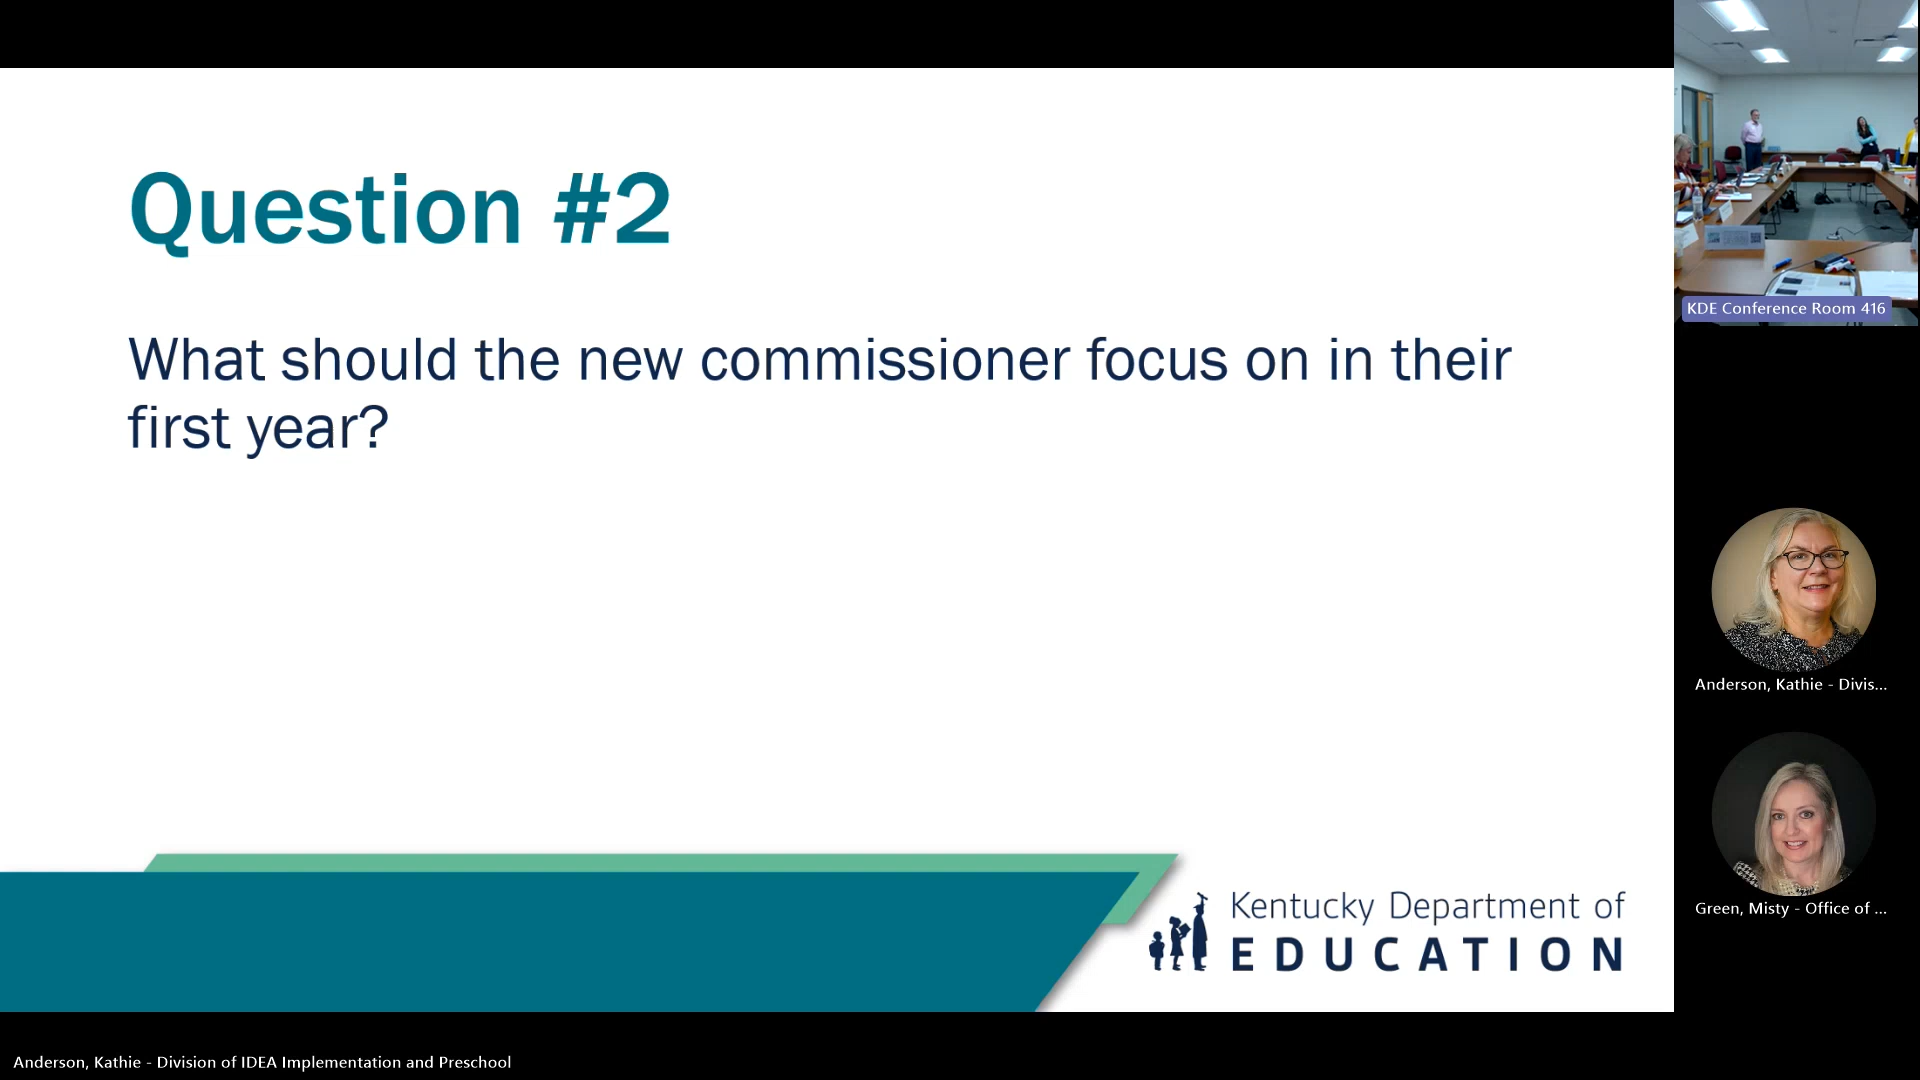 Question #2
What should the new commissioner focus on in their
first year?
Kentucky Department of
EDUCATION
KDE Conference Room 416
Anderson, Kathie - Divis...
Green, Misty - Office of ...
Anderson, Kathie - Division of IDEA Implementation and Preschool